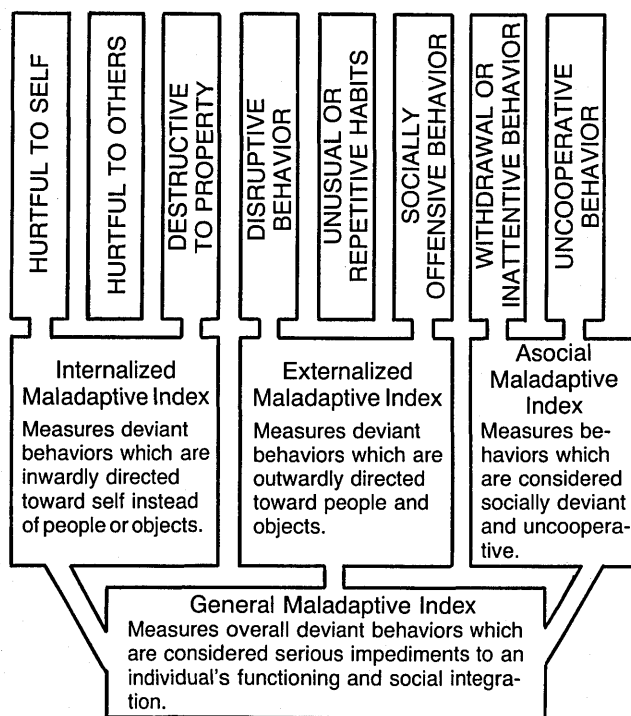 HURTFUL TO SELF
HURTFUL TO OTHERS
DESTRUCTIVE
TO PROPERTY
DISRUPTIVE
BEHAVIOR
UNUSUAL OR
REPETITIVE HABITS
SOCIALLY
OFFENSIVE BEHAVIOR
WITHDRAWAL OR
INATTENTIVE BEHAVIOR
UNCOOPERATIVE
BEHAVIOR
Internalized
Maladaptive Index
Measures deviant
behaviors which are
inwardly directed
toward self instead
of people or objects.
Externalized
Maladaptive Index
Measures deviant
behaviors which are
outwardly directed
toward people and
objects.
Asocial
Maladaptive
Index
Measures be-
haviors which
are considered
socially deviant
and uncoopera-
tive.
General Maladaptive Index
Measures overall deviant behaviors which
are considered serious impediments to an
individual's functioning and social integra-
tion.